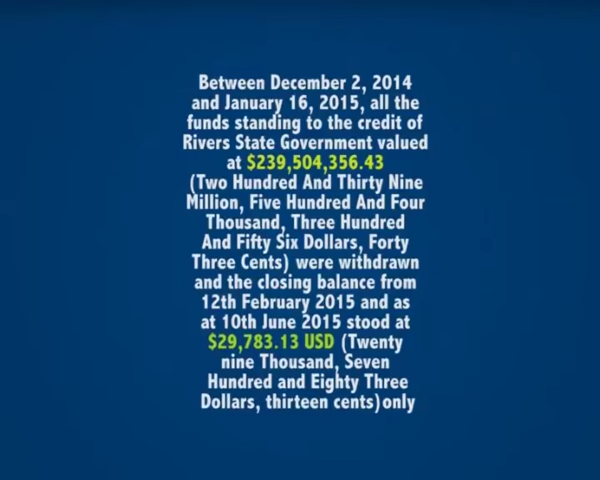 Between December 2, 2014
and January 16, 2015, all the
funds standing to the credit of
Rivers State Government valued
at $239,504,356.43
(Two Hundred And Thirty Nine
Million, Five Hundred And Four
Thousand, Three Hundred
And Fifty Six Dollars, Forty
Three Cents) were withdrawn
and the closing balance from
12th February 2015 and as
at 10th June 2015 stood at
$29,783.13 USD (Twenty
nine Thousand, Seven
Hundred and Eighty Three
Dollars, thirteen cents)only